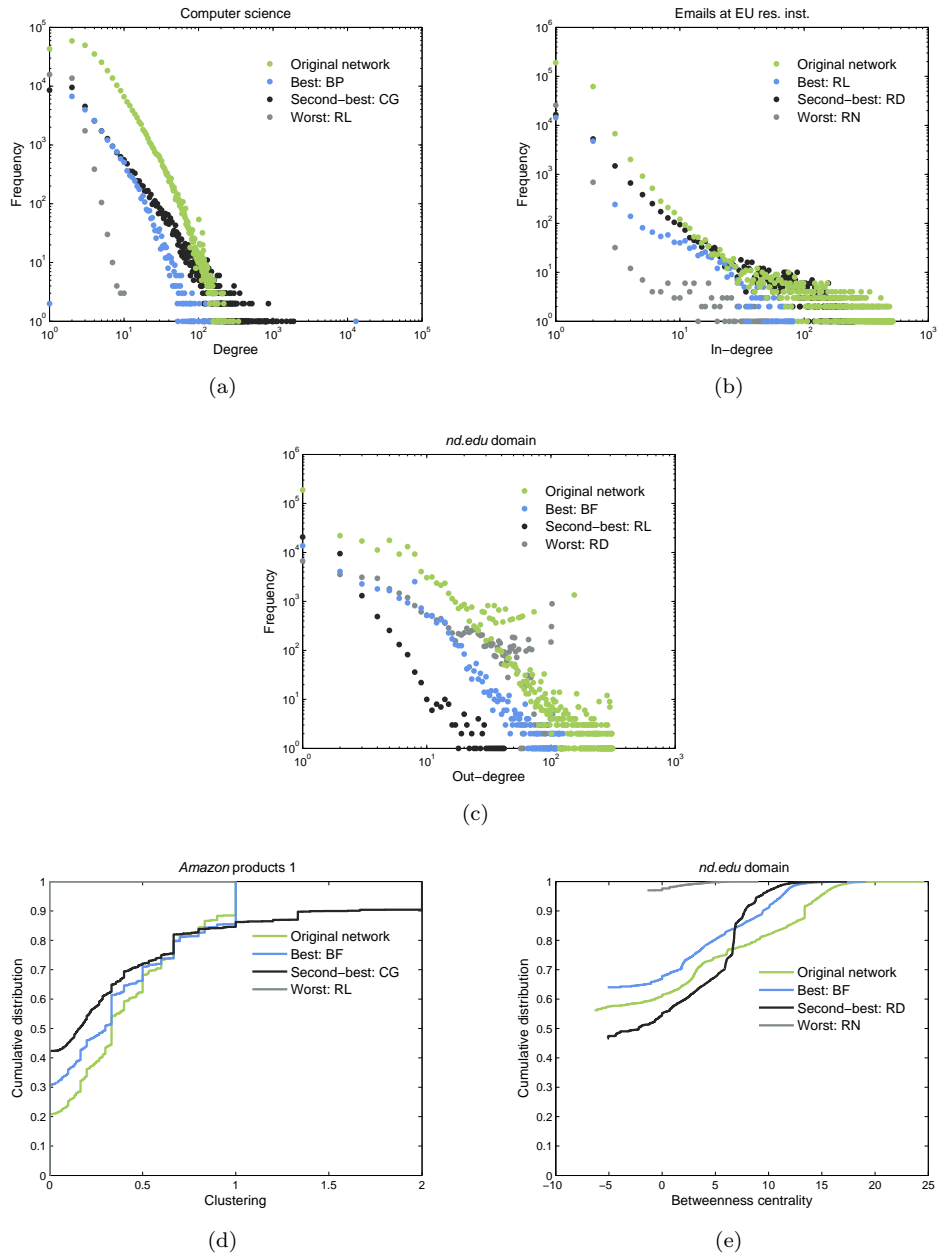 Computer science
10^5
10^4
10^3
10^2
10^1
10^0
Frequency
10^0 10^1 10^2 10^3 10^4 10^5
Degree
Original network
Best: BP
Second-best: CG
Worst: RL
(a)
Emails at EU res. inst.
10^6
10^5
10^4
10^3
10^2
10^1
10^0
Frequency
10^0 10^1 10^2 10^3
In-degree
Original network
Best: RL
Second-best: RD
Worst: RN
(b)
nd.edu domain
10^6
10^5
10^4
10^3
10^2
10^1
10^0
Frequency
10^0 10^1 10^2 10^3
Out-degree
Original network
Best: BF
Second-best: RL
Worst: RD
(c)
Amazon products 1
1
0.9
0.8
0.7
0.6
0.5
0.4
0.3
0.2
0.1
0
Cumulative distribution
0 0.5 1 1.5 2
Clustering
Original network
Best: BF
Second-best: CG
Worst: RL
(d)
nd.edu domain
1
0.9
0.8
0.7
0.6
0.5
0.4
0.3
0.2
0.1
0
Cumulative distribution
−10 −5 0 5 10 15 20 25
Betweenness centrality
Original network
Best: BF
Second-best: RD
Worst: RN
(e)